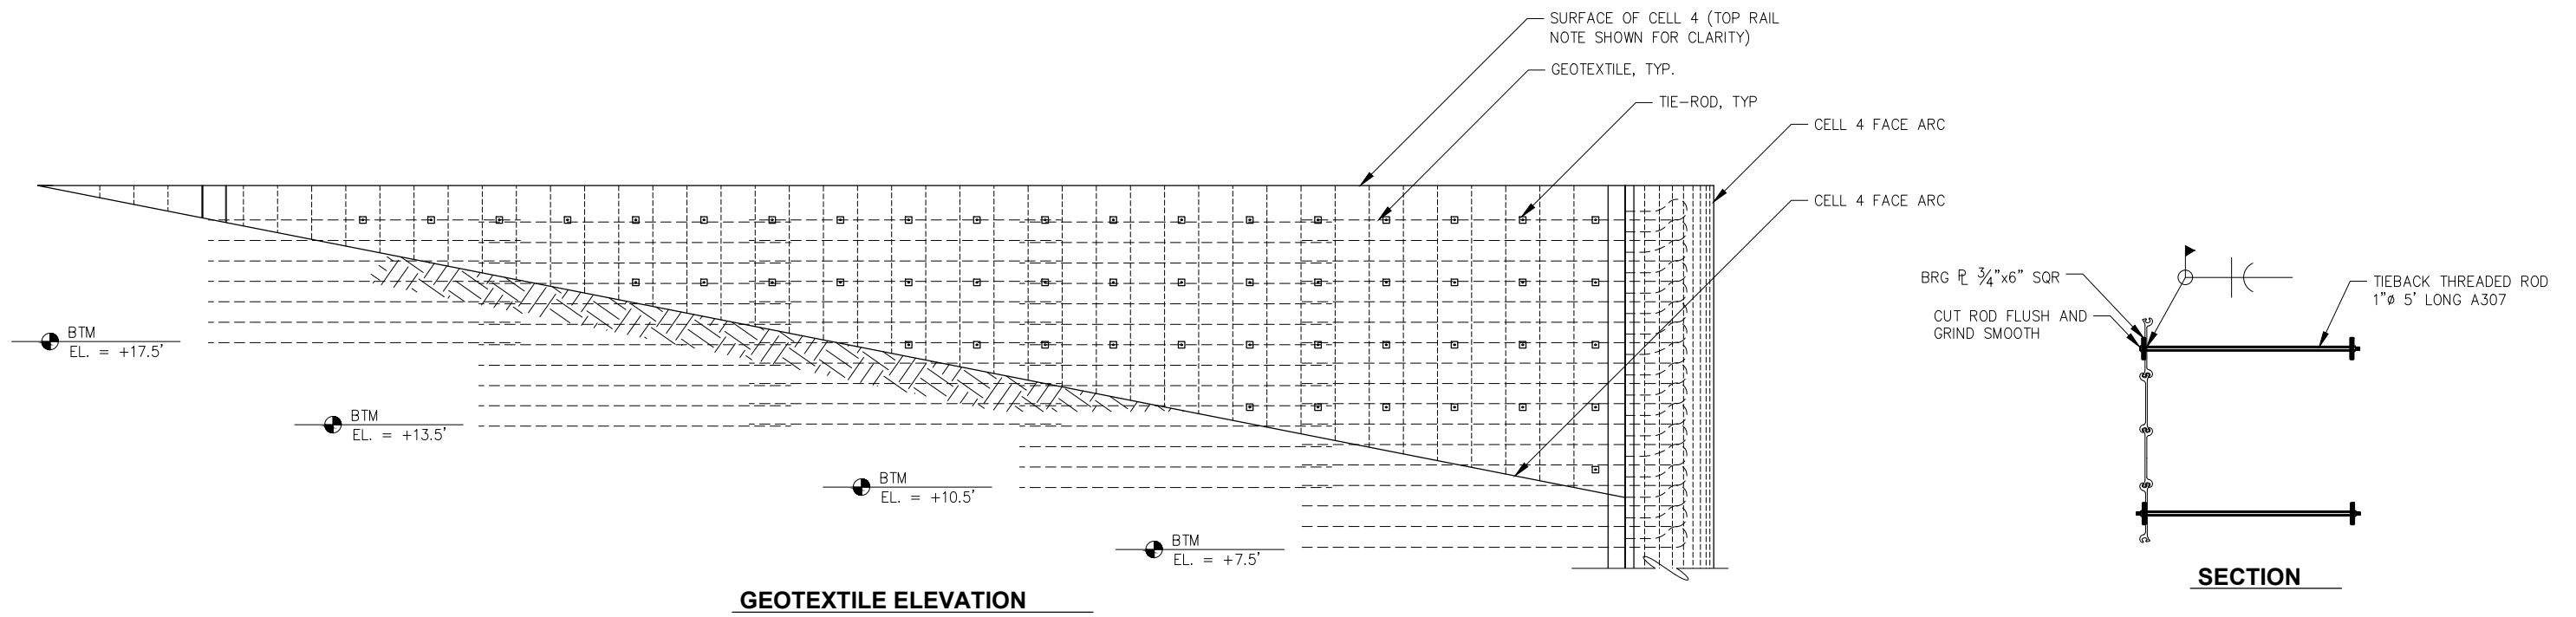 SURFACE OF CELL 4 (TOP RAIL
NOTE SHOWN FOR CLARITY)
GEOTEXTILE, TYP.
TIE-ROD, TYP
CELL 4 FACE ARC
CELL 4 FACE ARC
BTM
EL. = +17.5'
BTM
EL. = +13.5'
BTM
EL. = +10.5'
BTM
EL. = +7.5'
GEOTEXTILE ELEVATION
BRG ℄ 3/4"x6" SQR
CUT ROD FLUSH AND
GRIND SMOOTH
TIEBACK THREADED ROD
1"ø 5' LONG A307
SECTION